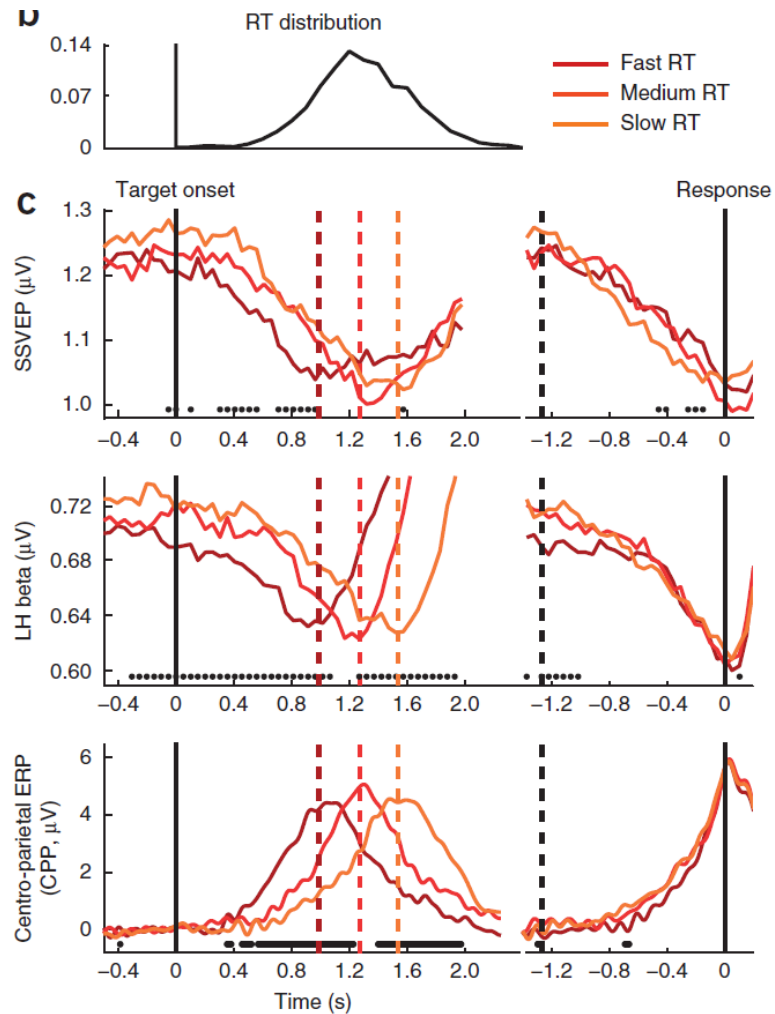 b
RT distribution
0.14
0.07
0
Fast RT
Medium RT
Slow RT
c
Target onset
Response
1.3
1.2
1.1
1.0
SSVEP (μV)
−0.4 0 0.4 0.8 1.2 1.6 2.0
−1.2 −0.8 −0.4 0
0.72
0.68
0.64
0.60
LH beta (μV)
−0.4 0 0.4 0.8 1.2 1.6 2.0
−1.2 −0.8 −0.4 0
6
4
2
0
Centro-parietal ERP
(CPP, μV)
−0.4 0 0.4 0.8 1.2 1.6 2.0
−1.2 −0.8 −0.4 0
Time (s)